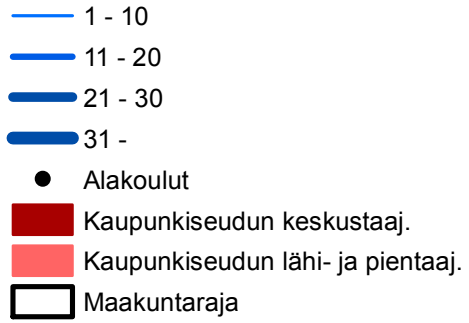 1 - 10
11 - 20
21 - 30
31 -
Alakoulut
Kaupunkiseudun keskustaaj.
Kaupunkiseudun lähi- ja pientaaj.
Maakuntaraja